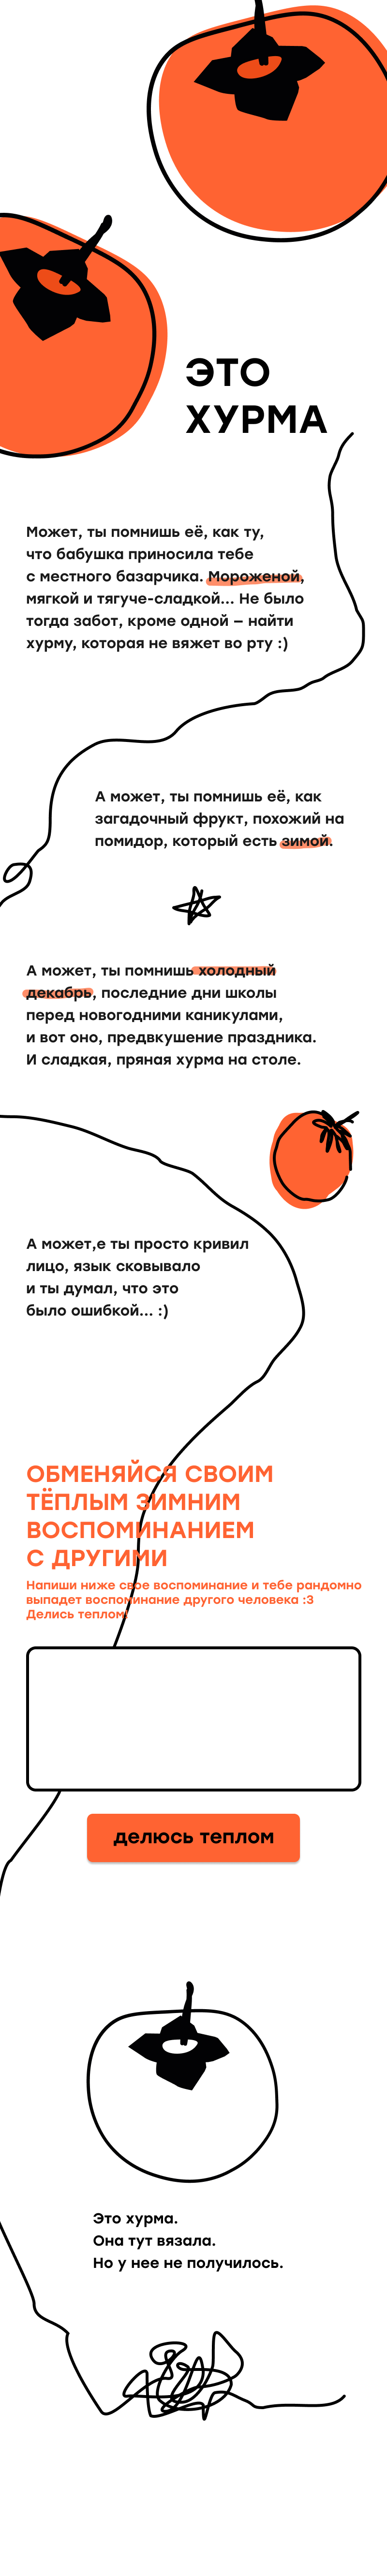 ЭТО
ХУРМА
Может, ты помнишь её, как ту,
что бабушка приносила тебе
с местного базарчика. Мороженой,
мягкой и тягуче-сладкой... Не было
тогда забот, кроме одной – найти
хурму, которая не вяжет во рту :)
А может, ты помнишь её, как
загадочный фрукт, похожий на
помидор, который есть зимой.
А может, ты помнишь холодный
декабрь, последние дни школы
перед новогодними каникулами,
и вот оно, предвкушение праздника.
И сладкая, пряная хурма на столе.
А может,е ты просто кривил
лицо, язык сковывало
и ты думал, что это
было ошибкой... :)
ОБМЕНЯЙСЯ СВОИМ
ТЁПЛЫМ ЗИМНИМ
ВОСПОМИНАНИЕМ
С ДРУГИМИ
Напиши ниже свое воспоминание и тебе рандомно
выпадет воспоминание другого человека :3
Делись теплом!
делюсь теплом
Это хурма.
Она тут вязала.
Но у нее не получилось.